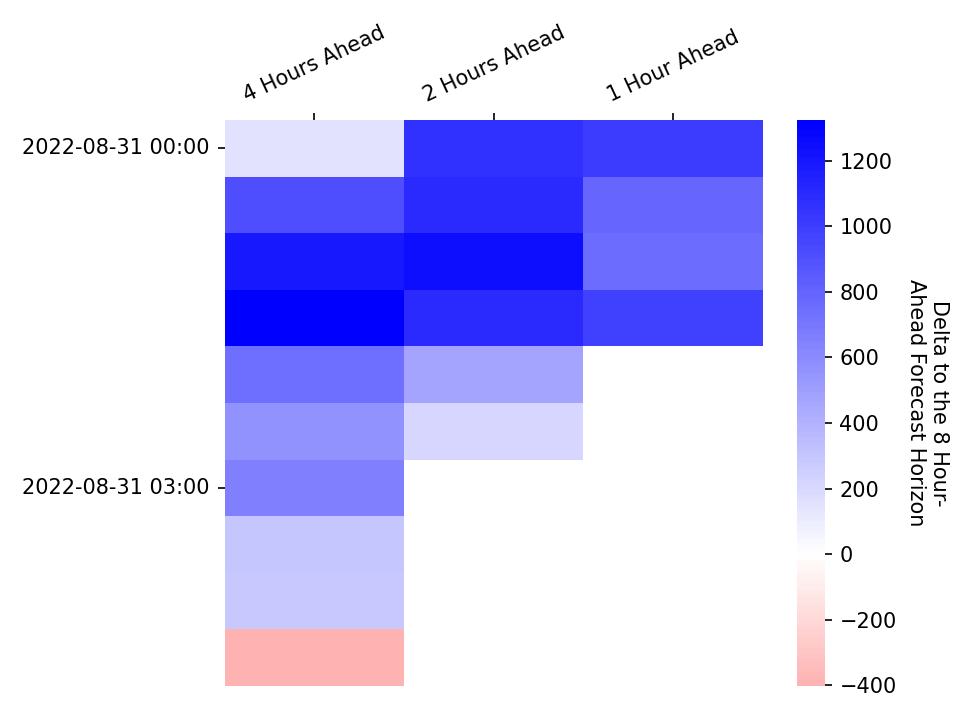 4 Hours Ahead
2 Hours Ahead
1 Hour Ahead
2022-08-31 00:00
2022-08-31 03:00
1200
1000
800
600
400
200
0
−200
−400
Delta to the 8 Hour-
Ahead Forecast Horizon